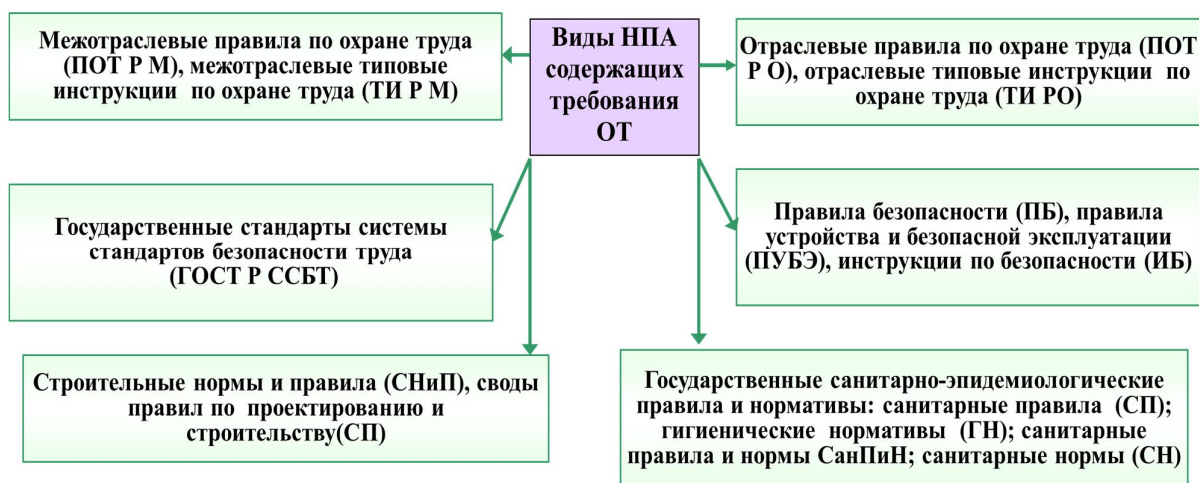 Межотраслевые правила по охране труда
(ПОТ Р М), межотраслевые типовые
инструкции по охране труда (ТИ Р М)
Виды НПА
содержащих
требования
ОТ
Отраслевые правила по охране труда (ПОТ
Р О), отраслевые типовые инструкции по
охране труда (ТИ РО)
Государственные стандарты системы
стандартов безопасности труда
(ГОСТ Р ССБТ)
Правила безопасности (ПБ), правила
устройства и безопасной эксплуатации
(ПУБЭ), инструкции по безопасности (ИБ)
Строительные нормы и правила (СНиП), своды
правил по проектированию и
строительству(СП)
Государственные санитарно-эпидемиологические
правила и нормативы: санитарные правила (СП);
гигиенические нормативы (ГН); санитарные
правила и нормы СанПиН; санитарные нормы (СН)